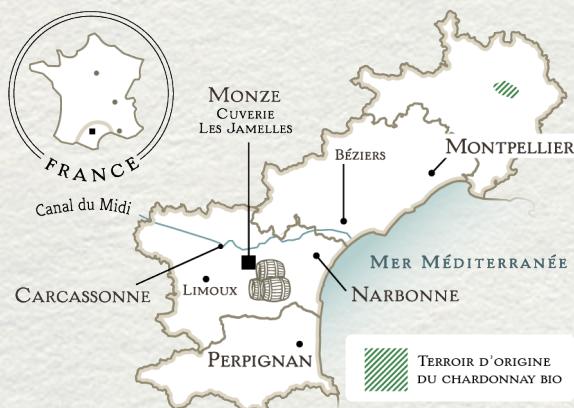 FRANCE
Monze
Cuverie
Les Jamelles
Béziers
Montpellier
Canal du Midi
Mer Méditerranée
Carcassonne
Limoux
Narbonne
Perpignan
Terroir d'origine
du chardonnay bio